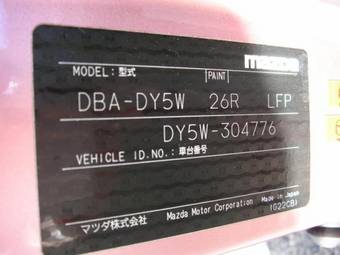 mazda
MODEL: 型式 PAINT
DBA-DY5W 26R LFP
DY5W-304776
VEHICLE ID.NO.: 車台番号
マツダ株式会社 Mazda Motor Corporation Made in Japan
(G22CB)